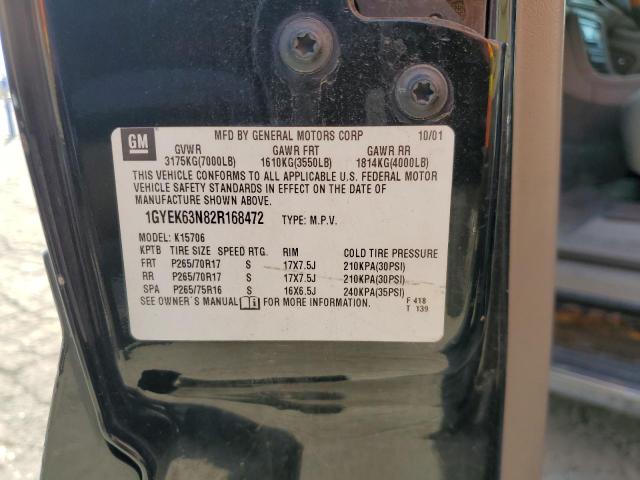 GM MFD BY GENERAL MOTORS CORP 10/01
GVWR GAWR FRT GAWR RR
3175KG(7000LB) 1610KG(3550LB) 1814KG(4000LB)
THIS VEHICLE CONFORMS TO ALL APPLICABLE U.S. FEDERAL MOTOR
VEHICLE SAFETY STANDARDS IN EFFECT ON THE DATE OF
MANUFACTURE SHOWN ABOVE.
1GYEK63N82R168472 TYPE: M.P.V.
MODEL: K15706
KPTB TIRE SIZE SPEED RTG. RIM COLD TIRE PRESSURE
FRT P265/70R17 S 17X7.5J 210KPA(30PSI)
RR P265/70R17 S 17X7.5J 210KPA(30PSI)
SPA P265/75R16 S 16X6.5J 240KPA(35PSI)
SEE OWNER'S MANUAL FOR MORE INFORMATION. F 418
T 139